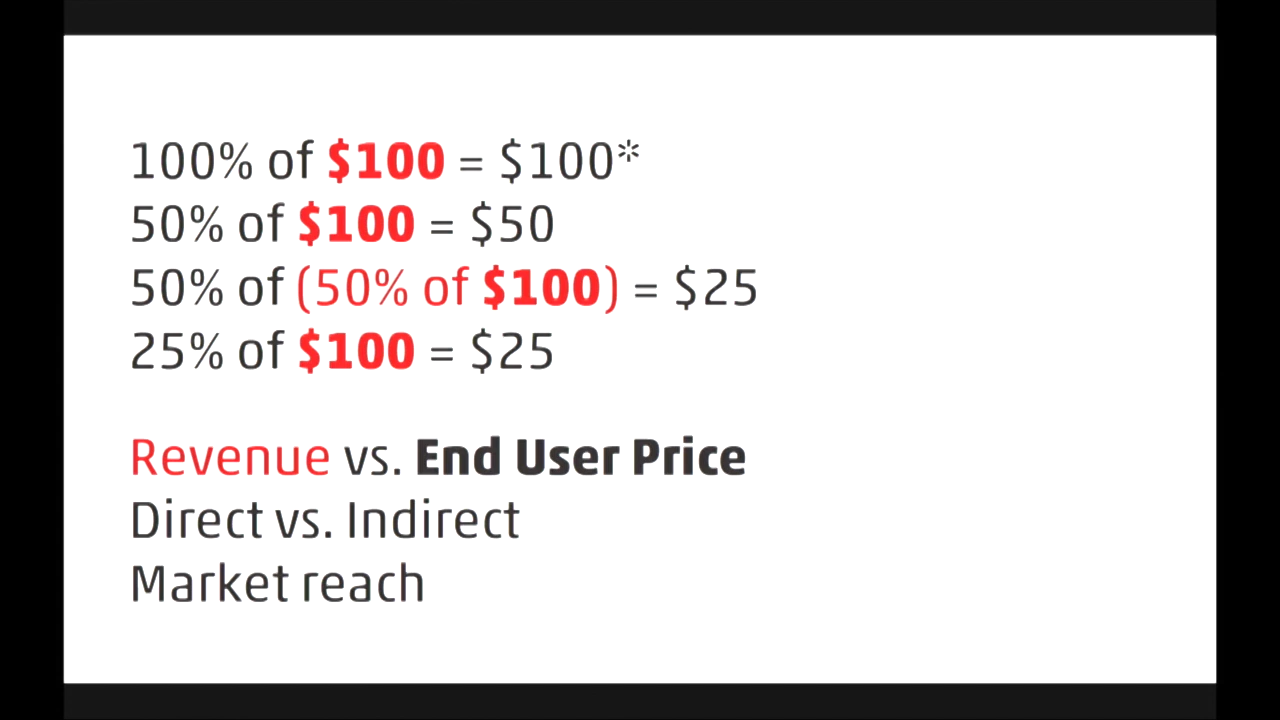 100% of $100 = $100*
50% of $100 = $50
50% of (50% of $100) = $25
25% of $100 = $25
Revenue vs. End User Price
Direct vs. Indirect
Market reach